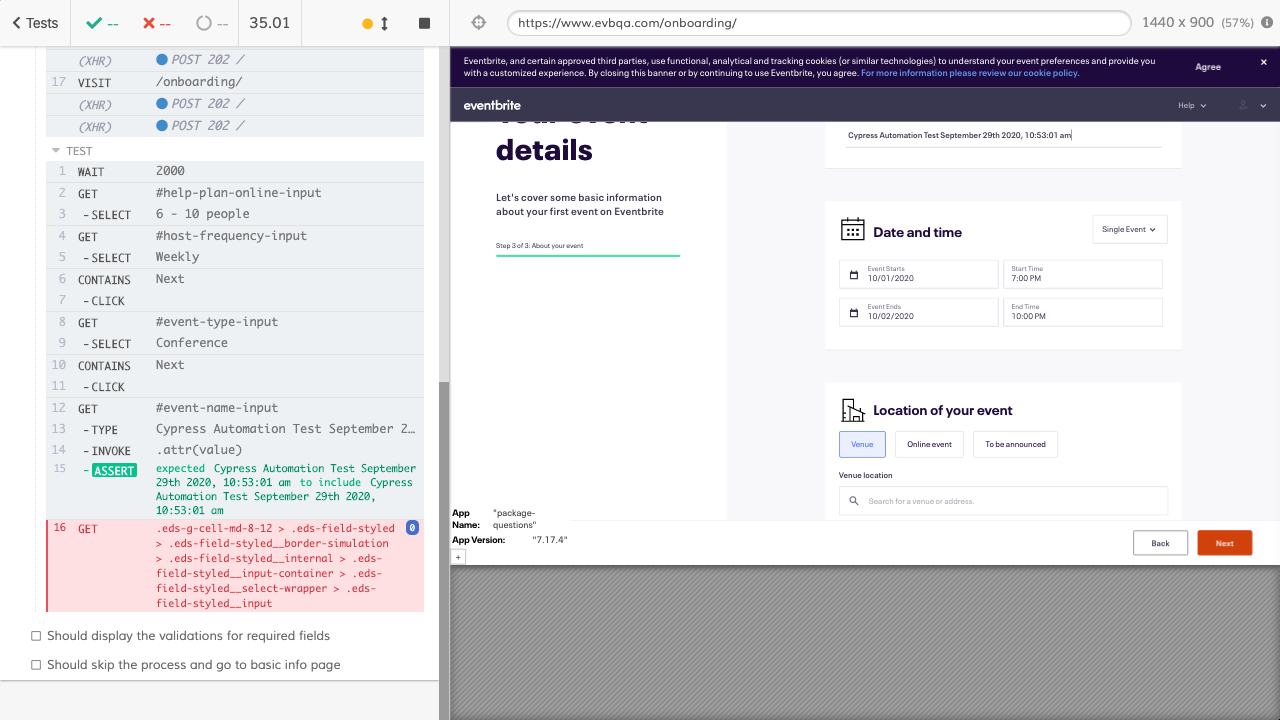 Tests
--
--
--
35.01
https://www.evbqa.com/onboarding/
1440 x 900 (57%)
(XHR) POST 202 /
17 VISIT /onboarding/
(XHR) POST 202 /
(XHR) POST 202 /
TEST
1 WAIT 2000
2 GET #help-plan-online-input
3 -SELECT 6 - 10 people
4 GET #host-frequency-input
5 -SELECT Weekly
6 CONTAINS Next
7 -CLICK
8 GET #event-type-input
9 -SELECT Conference
10 CONTAINS Next
11 -CLICK
12 GET #event-name-input
13 -TYPE Cypress Automation Test September 2…
14 -INVOKE .attr(value)
15 -ASSERT expected Cypress Automation Test September
29th 2020, 10:53:01 am to include Cypress
Automation Test September 29th 2020,
10:53:01 am
16 GET .eds-g-cell-md-8-12 > .eds-field-styled 0
> .eds-field-styled__border-simulation
> .eds-field-styled__internal > .eds-
field-styled__input-container > .eds-
field-styled__select-wrapper > .eds-
field-styled__input
Should display the validations for required fields
Should skip the process and go to basic info page
Eventbrite, and certain approved third parties, use functional, analytical and tracking cookies (or similar technologies) to understand your event preferences and provide you
with a customized experience. By closing this banner or by continuing to use Eventbrite, you agree. For more information please review our cookie policy.
Agree
eventbrite
Help
Your event
details
Let's cover some basic information
about your first event on Eventbrite
Step 3 of 3: About your event
Cypress Automation Test September 29th 2020, 10:53:01 am
Date and time
Single Event
Event Starts
10/01/2020
Start Time
7:00 PM
Event Ends
10/02/2020
End Time
10:00 PM
Location of your event
Venue
Online event
To be announced
Venue location
Search for a venue or address.
App Name: "package-questions"
App Version: "7.17.4"
+
Back
Next